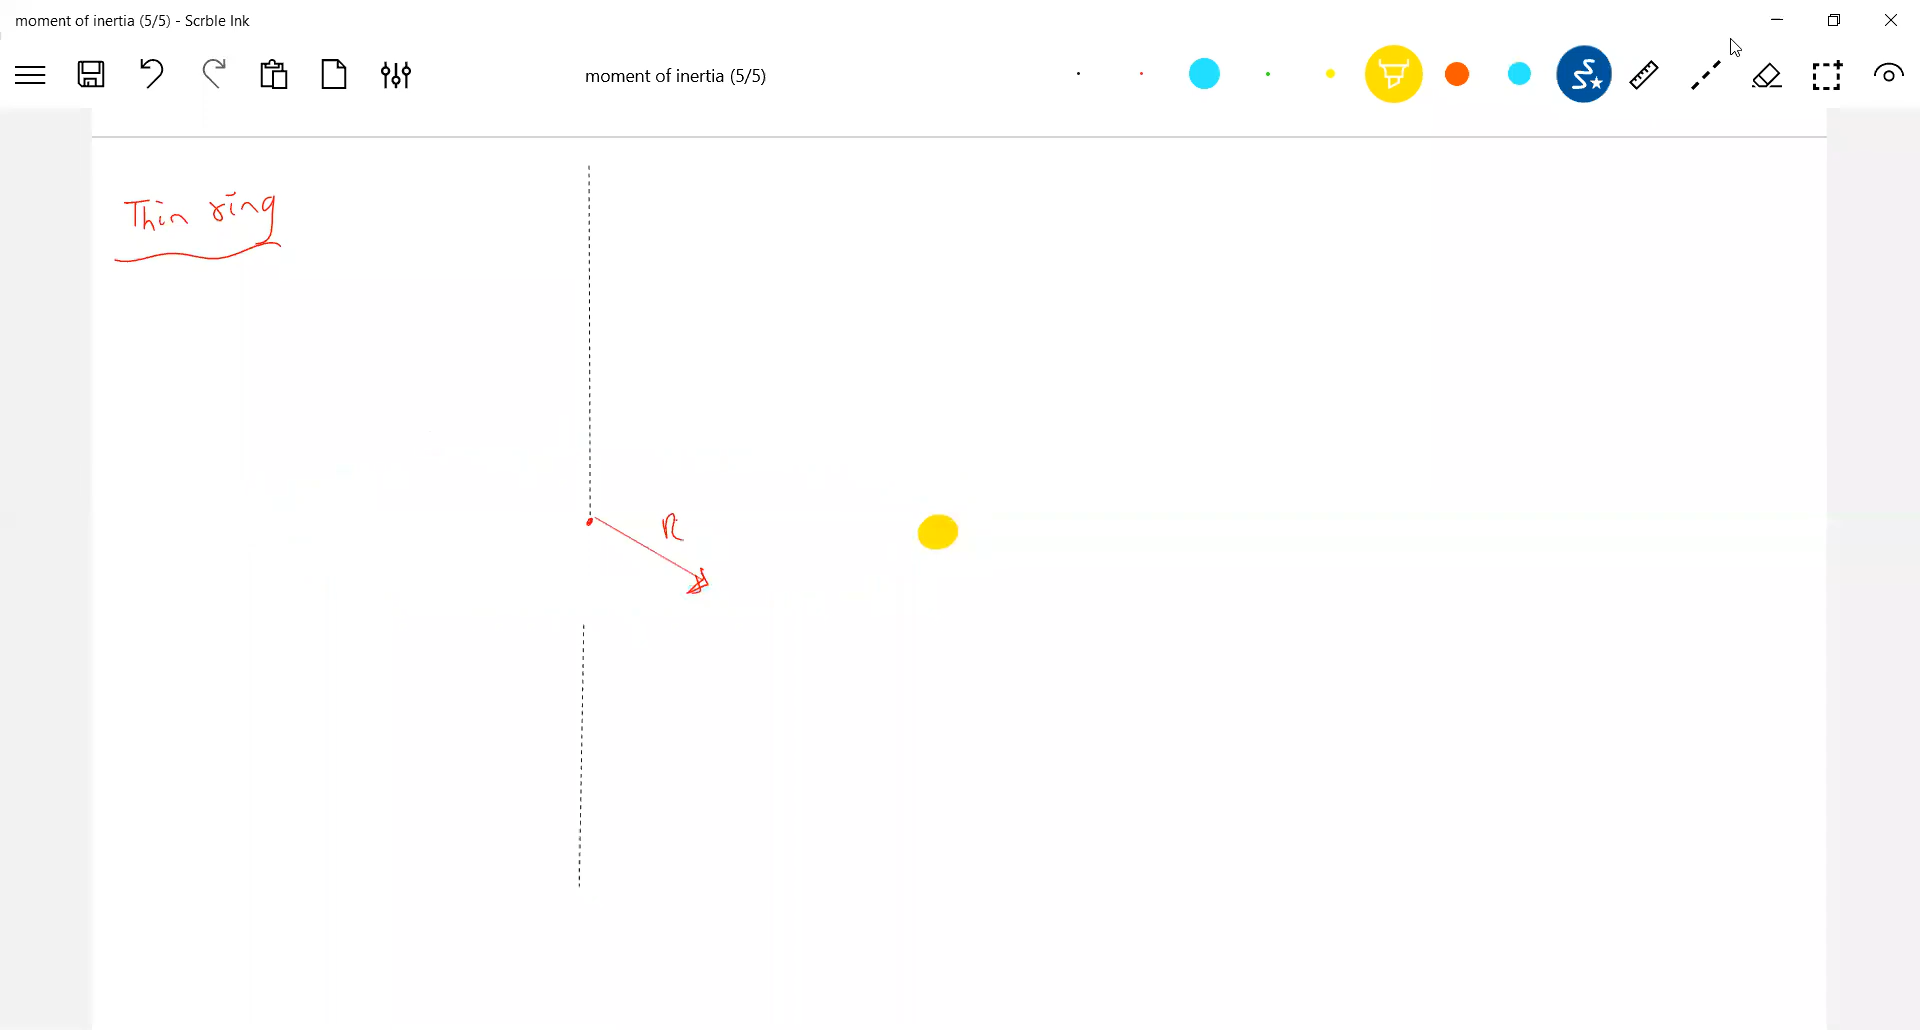 moment of inertia (5/5) - Scrble Ink
moment of inertia (5/5)
Thin ring
R